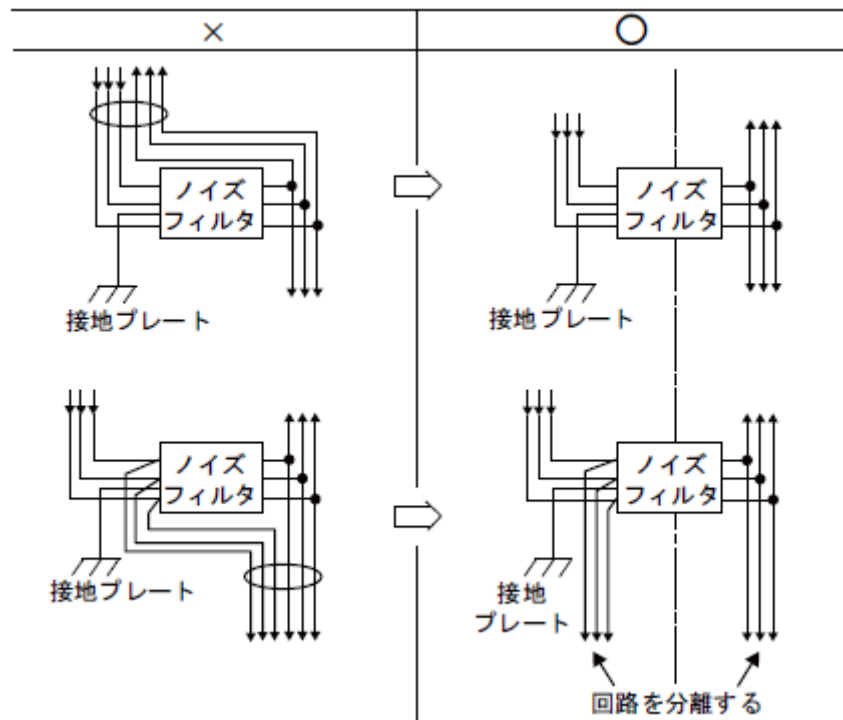 × ○
ノイズ
フィルタ
接地プレート
ノイズ
フィルタ
接地プレート
ノイズ
フィルタ
接地プレート
ノイズ
フィルタ
接地
プレート
回路を分離する